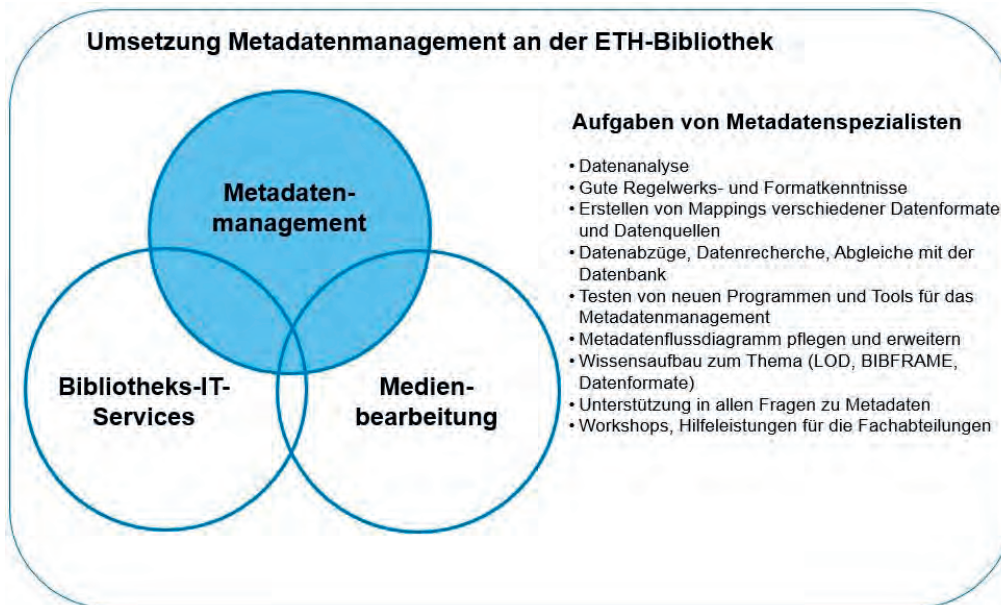 Umsetzung Metadatenmanagement an der ETH-Bibliothek
Metadaten-
management
Bibliotheks-IT-
Services
Medien-
bearbeitung
Aufgaben von Metadatenspezialisten
• Datenanalyse
• Gute Regelwerks- und Formatkenntnisse
• Erstellen von Mappings verschiedener Datenformate
und Datenquellen
• Datenabzüge, Datenrecherche, Abgleiche mit der
Datenbank
• Testen von neuen Programmen und Tools für das
Metadatenmanagement
• Metadatenflussdiagramm pflegen und erweitern
• Wissensaufbau zum Thema (LOD, BIBFRAME,
Datenformate)
• Unterstützung in allen Fragen zu Metadaten
• Workshops, Hilfeleistungen für die Fachabteilungen